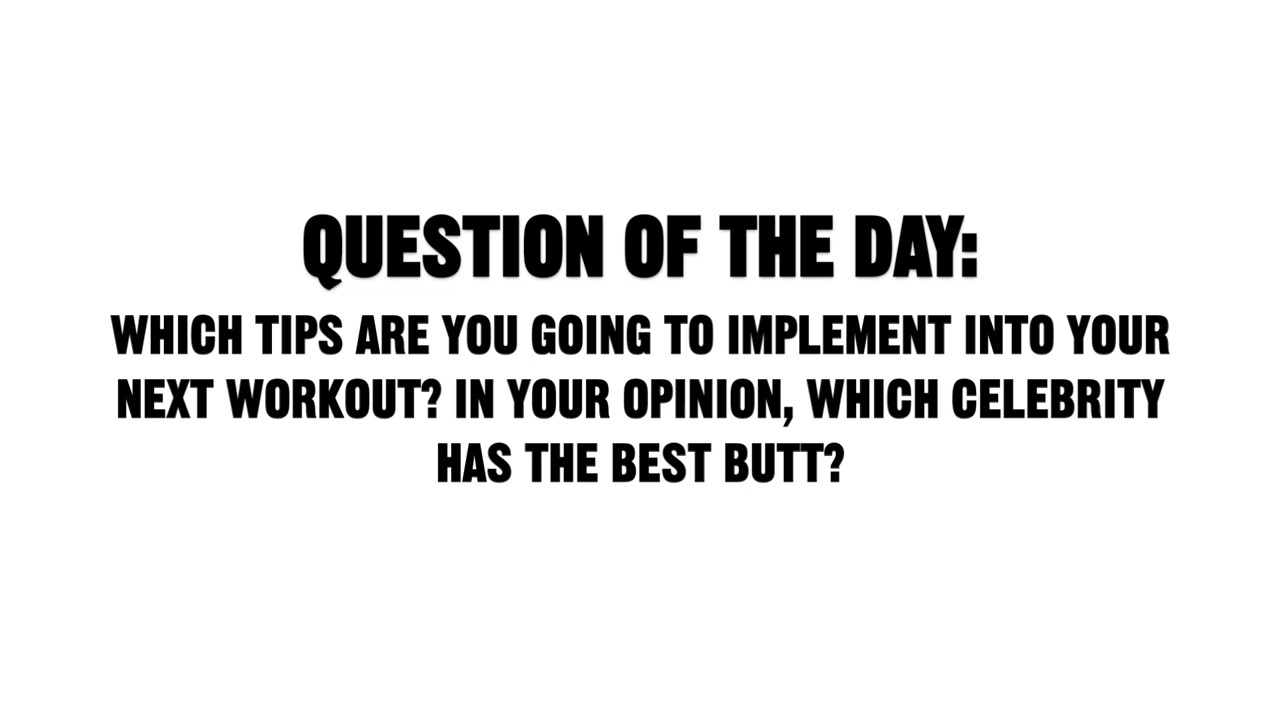 QUESTION OF THE DAY:
WHICH TIPS ARE YOU GOING TO IMPLEMENT INTO YOUR
NEXT WORKOUT? IN YOUR OPINION, WHICH CELEBRITY
HAS THE BEST BUTT?